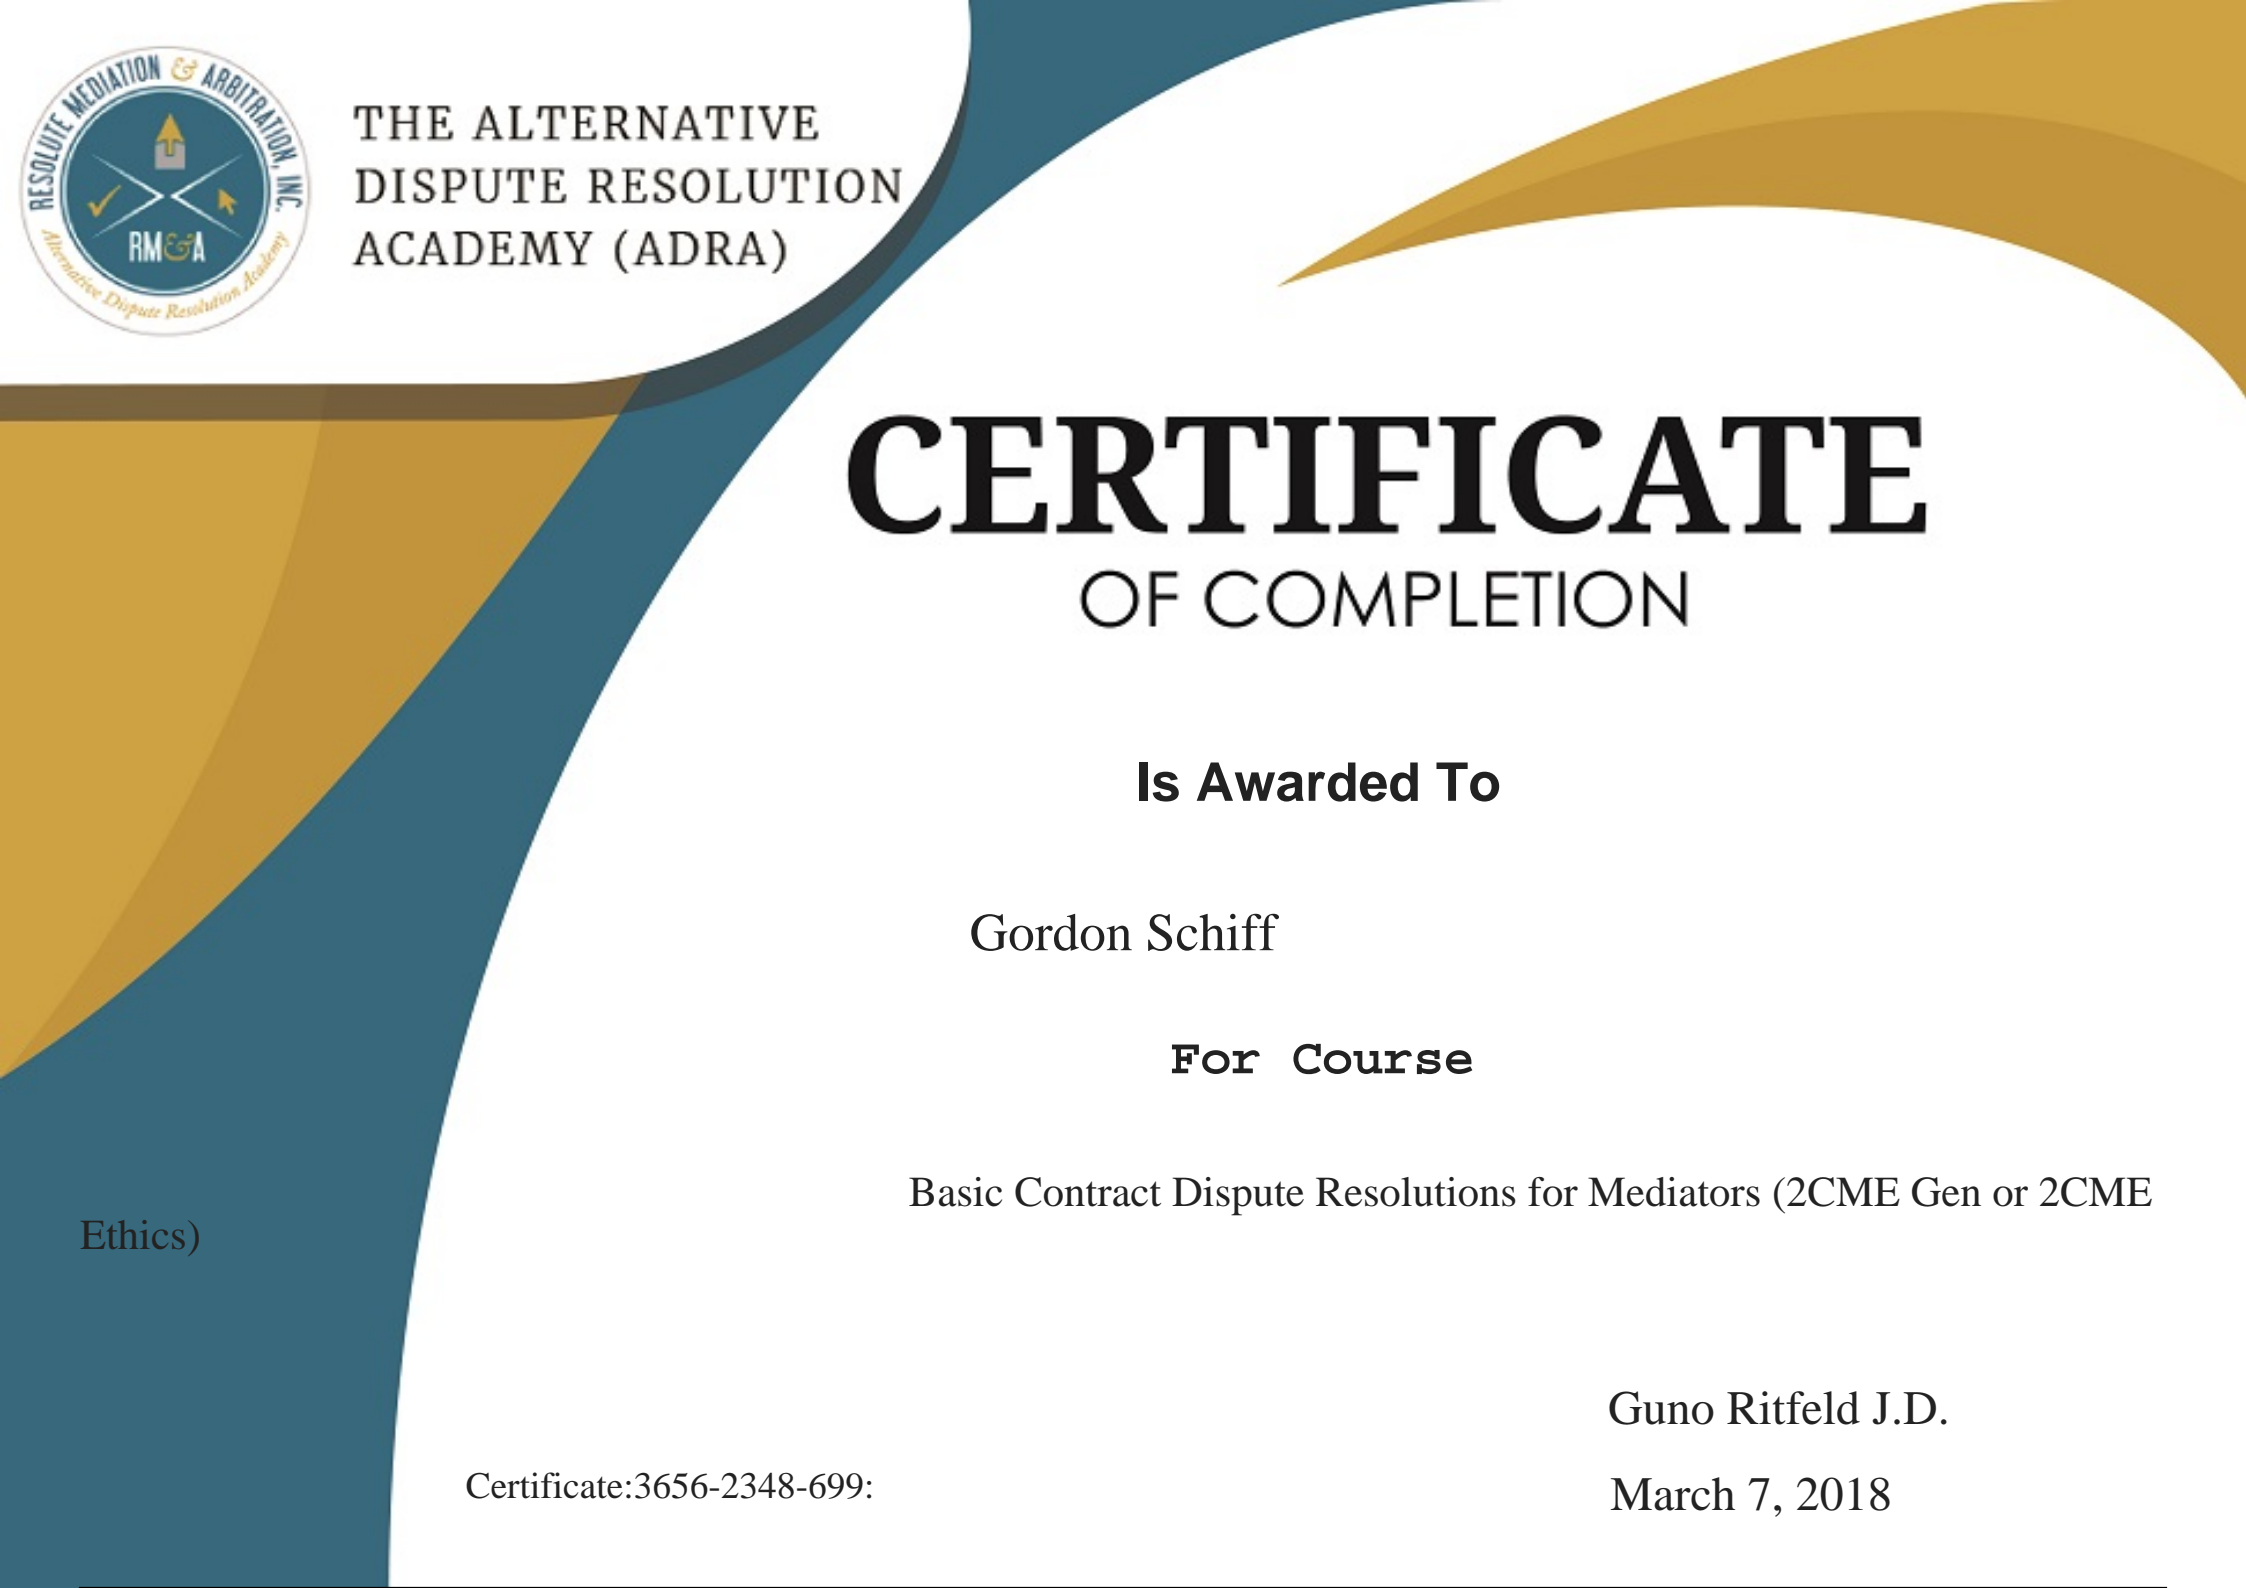 RESOLUTE MEDIATION & ARBITRATION, INC.
RM&A
Alternative Dispute Resolution Academy
THE ALTERNATIVE
DISPUTE RESOLUTION
ACADEMY (ADRA)
CERTIFICATE
OF COMPLETION
Is Awarded To
Gordon Schiff
For Course
Basic Contract Dispute Resolutions for Mediators (2CME Gen or 2CME
Ethics)
Guno Ritfeld J.D.
Certificate:3656-2348-699:
March 7, 2018